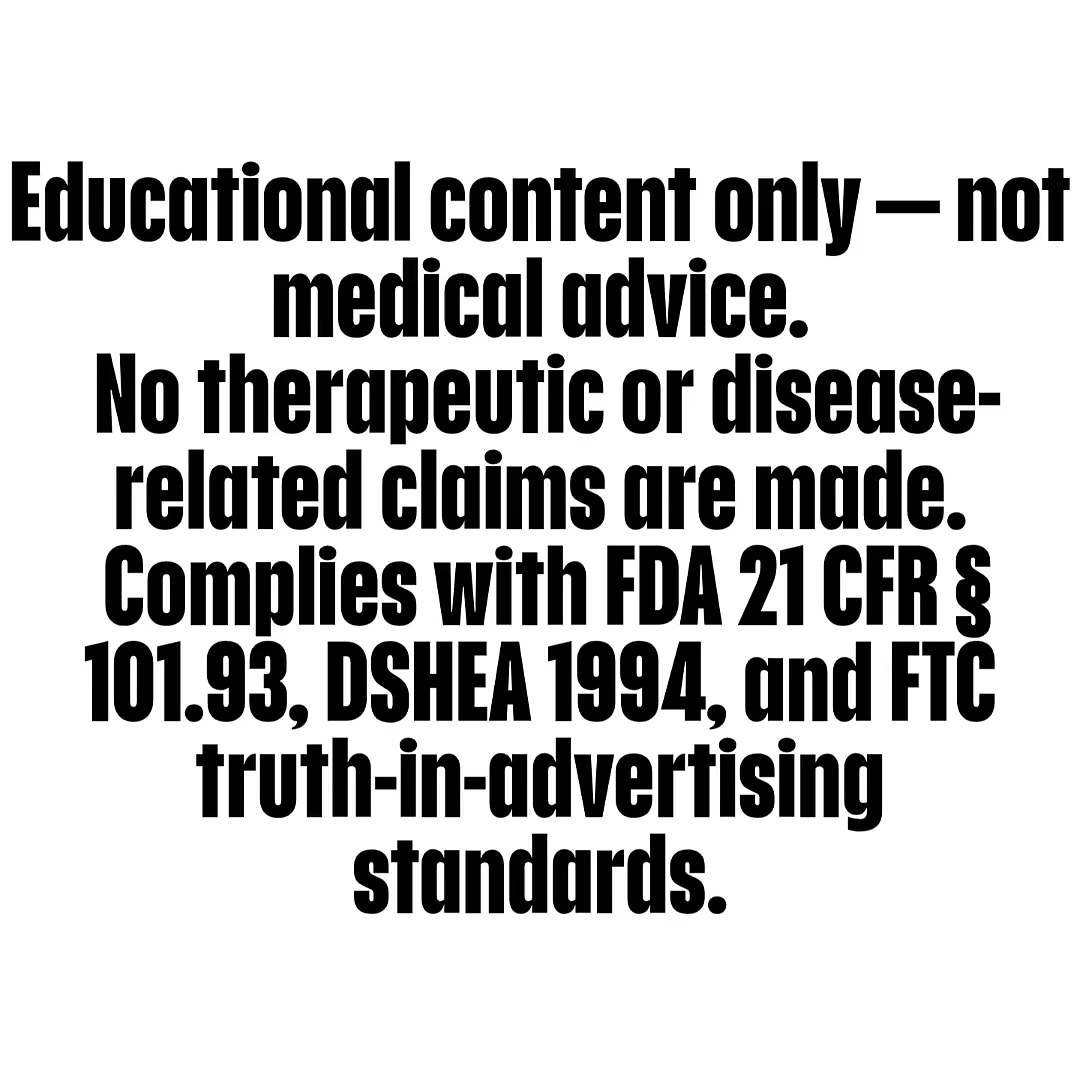 Educational content only — not
medical advice.
No therapeutic or disease-
related claims are made.
Complies with FDA 21 CFR §
101.93, DSHEA 1994, and FTC
truth-in-advertising
standards.